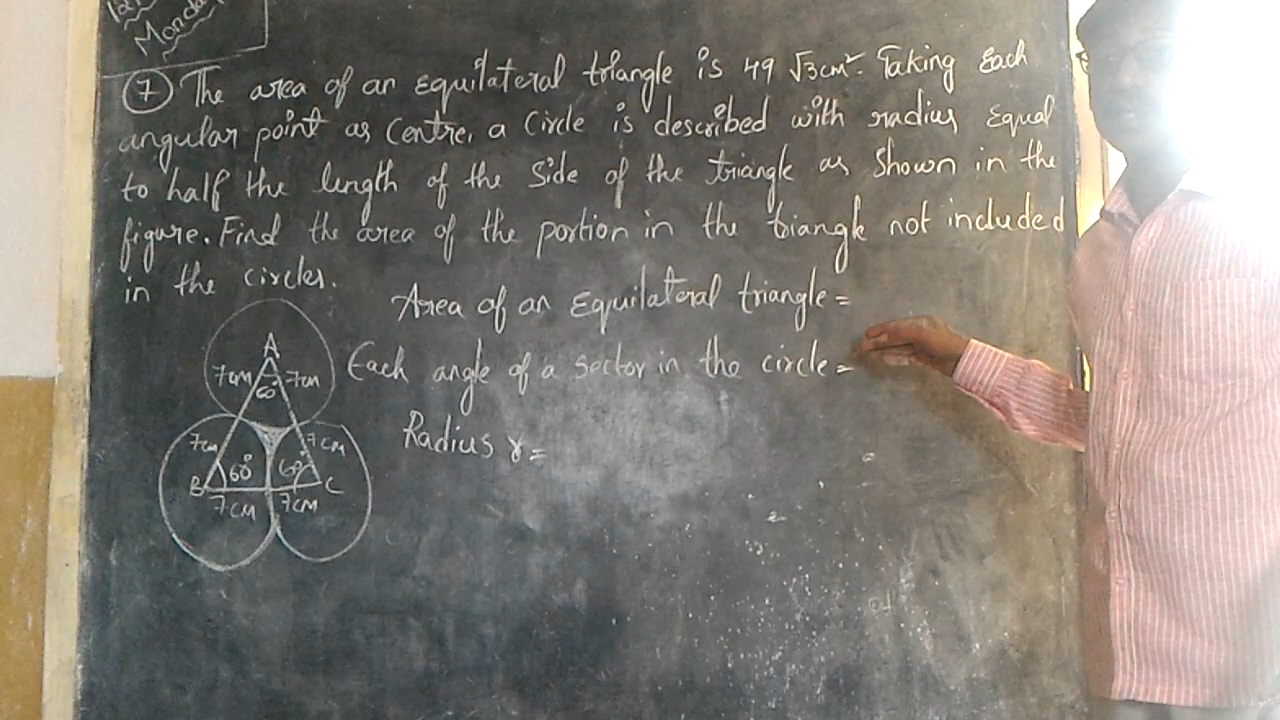 Monday
⑦ The area of an equilateral triangle is 49 √3cm². Taking each
angular point as centre, a circle is described with radius equal
to half the length of the side of the triangle as shown in the
figure. Find the area of the portion in the triangle not included
in the circles.
Area of an equilateral triangle =
Each angle of a sector in the circle =
Radius r =
A
7cm 60° 7cm
7cm 7cm
B 60° 60° C
7cm 7cm